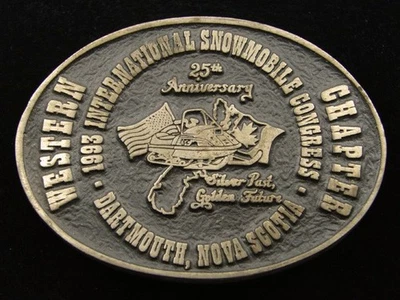 WESTERN CHAPTER
1993 INTERNATIONAL SNOWMOBILE CONGRESS
25th
Anniversary
Silver Past,
Golden Future
DARTMOUTH, NOVA SCOTIA